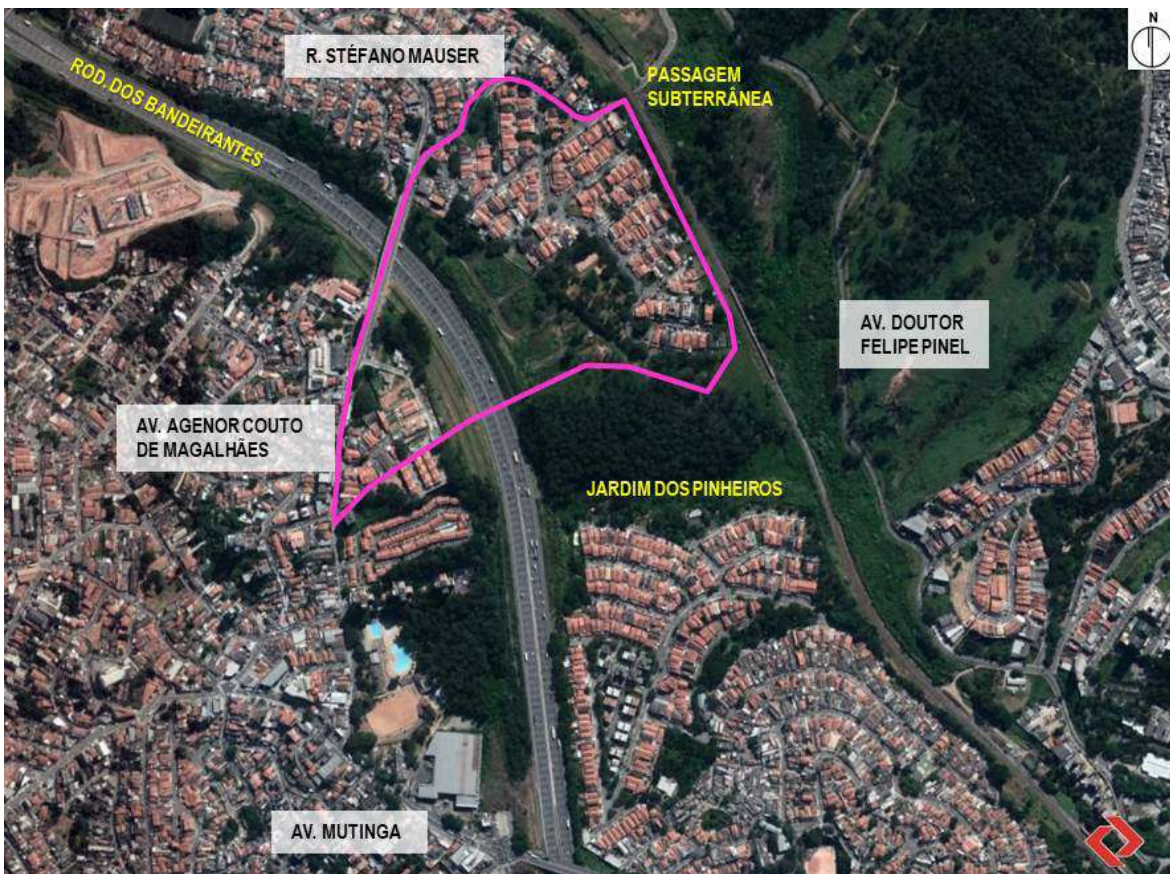 N
R. STÉFANO MAUSER
ROD. DOS BANDEIRANTES
PASSAGEM
SUBTERRÂNEA
AV. DOUTOR
FELIPE PINEL
AV. AGENOR COUTO
DE MAGALHÃES
JARDIM DOS PINHEIROS
AV. MUTINGA